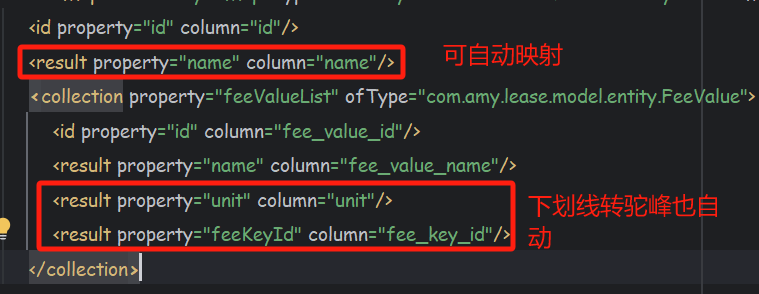 <id property="id" column="id"/>
<result property="name" column="name"/>
可自动映射
<collection property="feeValueList" ofType="com.amy.lease.model.entity.FeeValue">
<id property="id" column="fee_value_id"/>
<result property="name" column="fee_value_name"/>
<result property="unit" column="unit"/>
<result property="feeKeyId" column="fee_key_id"/>
下划线转驼峰也自
动
</collection>